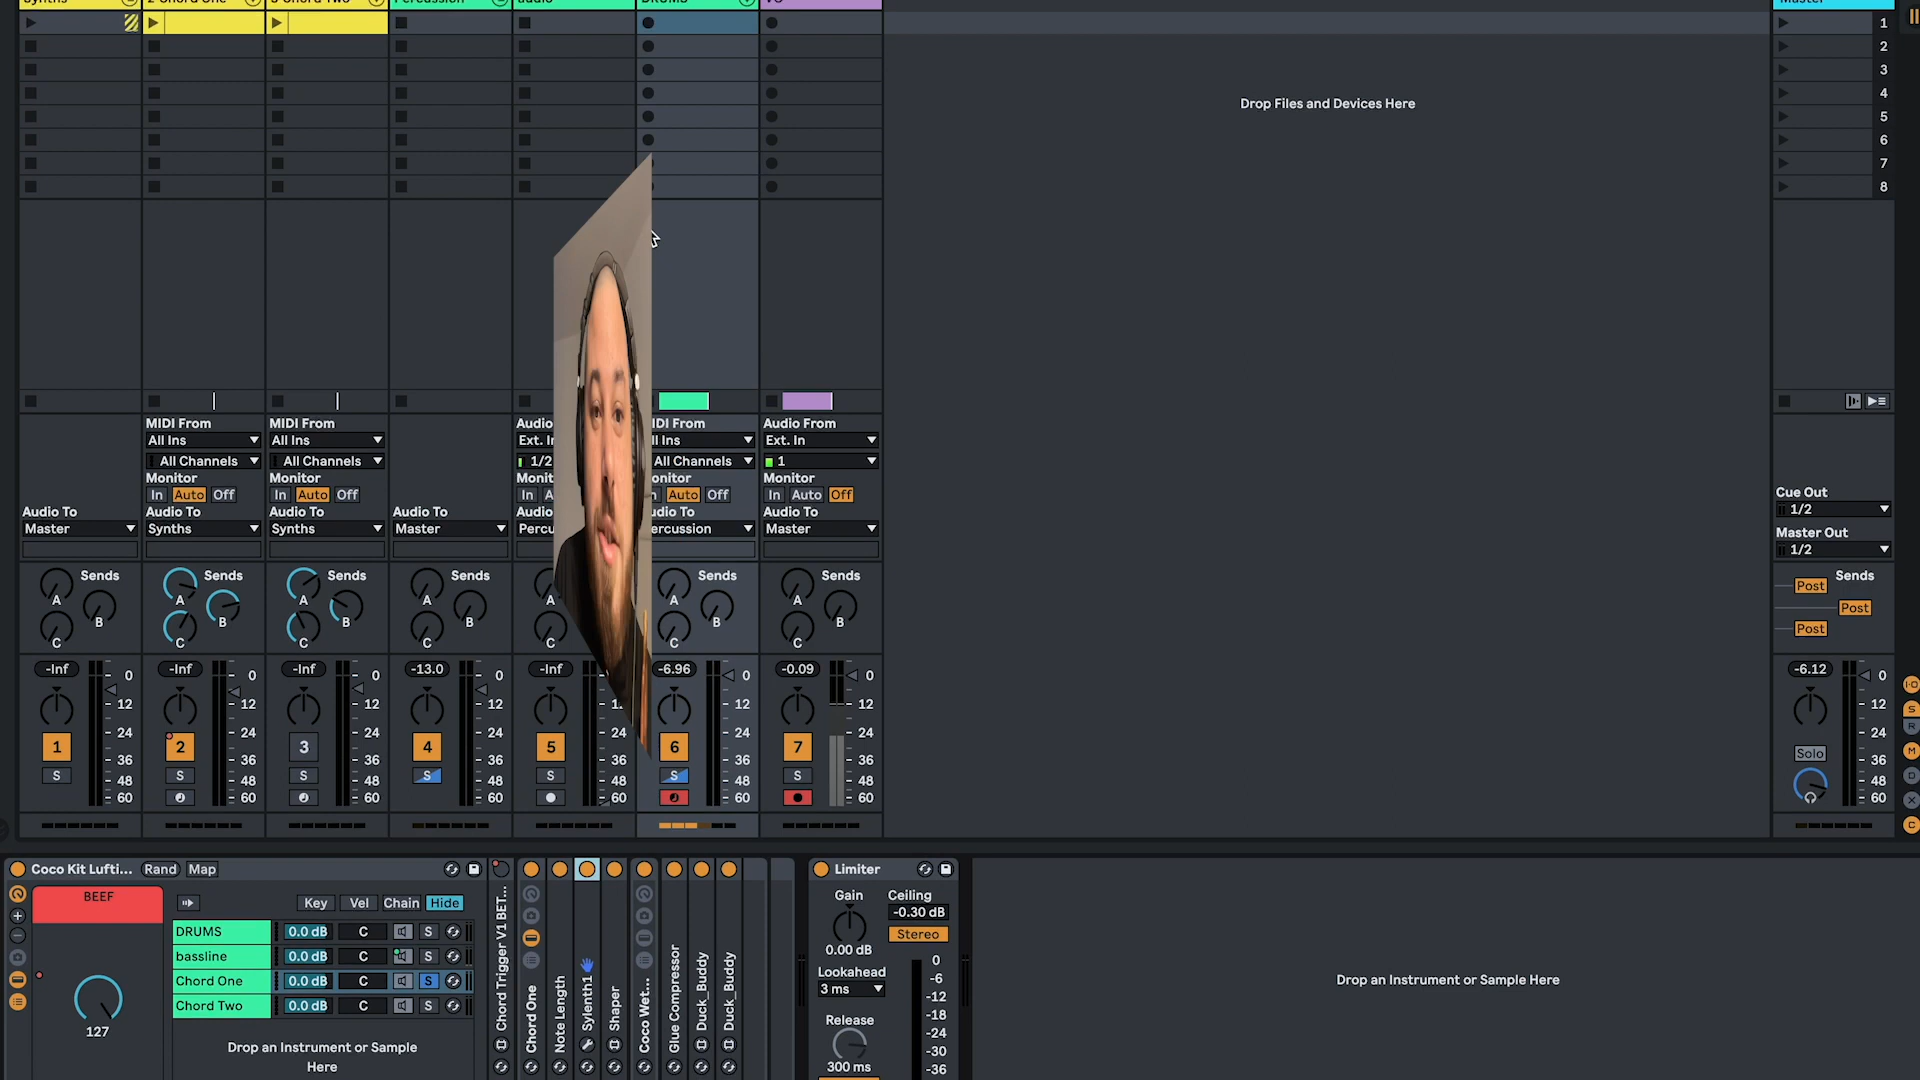 Synths
2 Chord One
3 Chord Two
Percussion
audio
DRUMS
VO
Master
1
2
3
4
5
6
7
8
Drop Files and Devices Here
MIDI From
MIDI From
Audio
IDI From
Audio From
All Ins
All Ins
Ext. In
ll Ins
Ext. In
All Channels
All Channels
1/2
All Channels
1
Monitor
Monitor
Monitor
onitor
Monitor
In Auto Off
In Auto Off
In A
Auto Off
In Auto Off
Cue Out
1/2
Audio To
Audio To
Audio To
Audio To
Audio
udio To
Audio To
Master
Synths
Synths
Master
Percu
ercussion
Master
Master Out
1/2
Sends
Sends
Sends
Sends
Sends
Sends
Sends
A B C
A B C
A B C
A B C
A C
A B C
A B C
Post
Post
Post
-Inf
-Inf
-Inf
-13.0
-Inf
-6.96
-0.09
-6.12
0 12 24 36 48 60
0 12 24 36 48 60
0 12 24 36 48 60
0 12 24 36 48 60
24 36 48 60
0 12 24 36 48 60
0 12 24 36 48 60
0 12 24 36 48 60
1
2
3
4
5
6
7
Solo
S
S
S
S
S
S
S
I-O
S
R
M
D
X
C
Coco Kit Lufti... Rand Map
BEEF
127
Key Vel Chain Hide
DRUMS 0.0 dB C S
bassline 0.0 dB C S
Chord One 0.0 dB C S
Chord Two 0.0 dB C S
Drop an Instrument or Sample
Here
Chord Trigger V1 BET...
Chord One
Note Length
Sylenth1
Shaper
Coco Wet...
Glue Compressor
Duck_Buddy
Duck_Buddy
Limiter
Gain
0.00 dB
Ceiling
-0.30 dB
Stereo
Lookahead
3 ms
Release
300 ms
0
-6
-12
-18
-24
-30
-36
Drop an Instrument or Sample Here